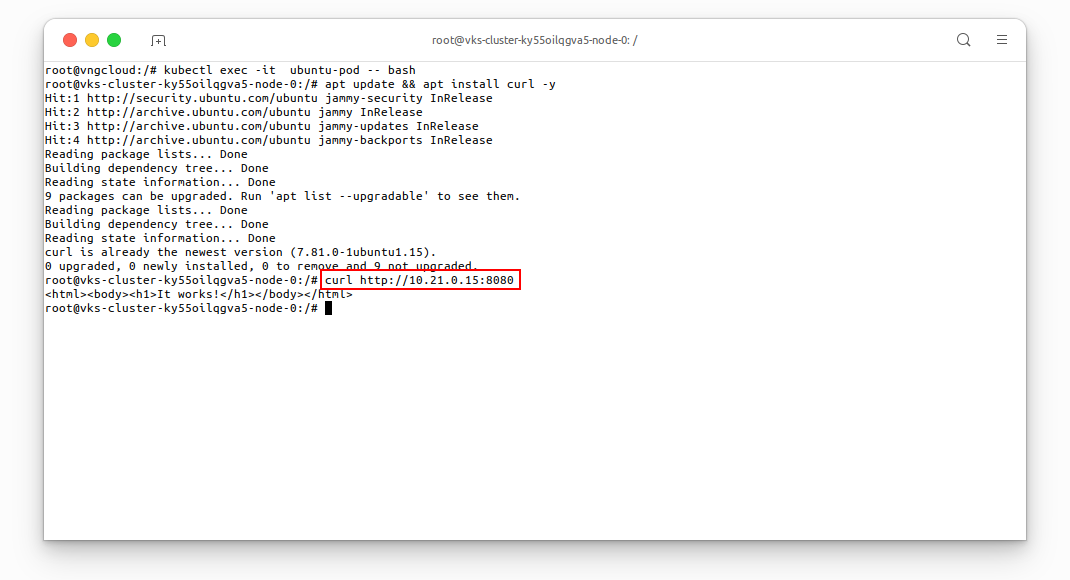 root@vks-cluster-ky55oilqgva5-node-0: /
root@vngcloud:/# kubectl exec -it  ubuntu-pod -- bash
root@vks-cluster-ky55oilqgva5-node-0:/# apt update && apt install curl -y
Hit:1 http://security.ubuntu.com/ubuntu jammy-security InRelease
Hit:2 http://archive.ubuntu.com/ubuntu jammy InRelease
Hit:3 http://archive.ubuntu.com/ubuntu jammy-updates InRelease
Hit:4 http://archive.ubuntu.com/ubuntu jammy-backports InRelease
Reading package lists... Done
Building dependency tree... Done
Reading state information... Done
9 packages can be upgraded. Run 'apt list --upgradable' to see them.
Reading package lists... Done
Building dependency tree... Done
Reading state information... Done
curl is already the newest version (7.81.0-1ubuntu1.15).
0 upgraded, 0 newly installed, 0 to remove and 9 not upgraded.
root@vks-cluster-ky55oilqgva5-node-0:/# curl http://10.21.0.15:8080
<html><body><h1>It works!</h1></body></html>
root@vks-cluster-ky55oilqgva5-node-0:/#